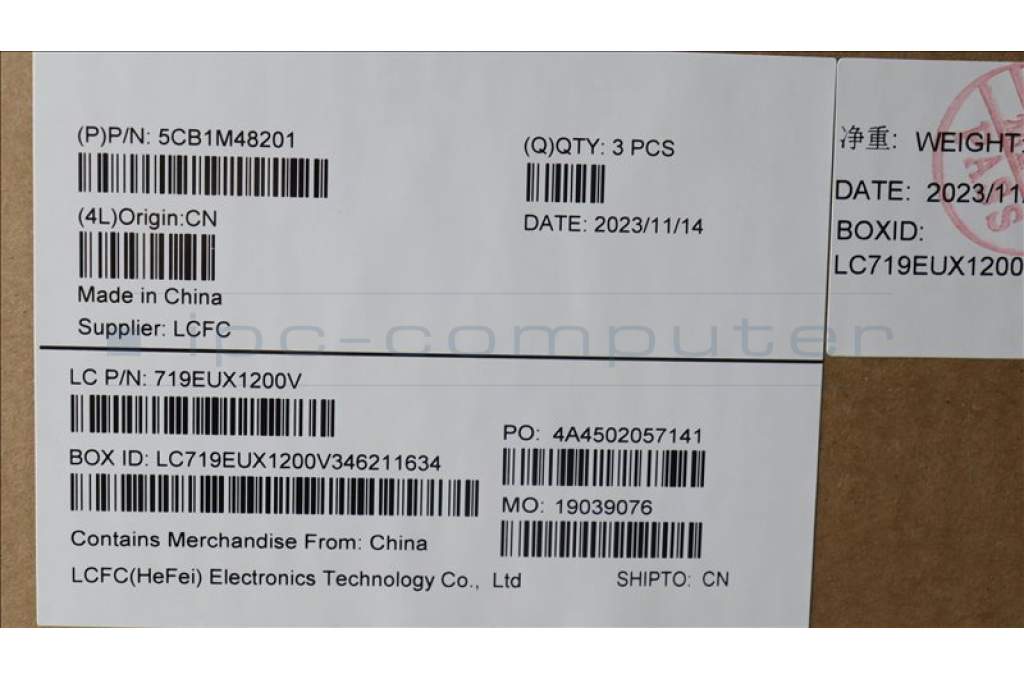 (P)P/N: 5CB1M48201
(Q)QTY: 3 PCS
(4L)Origin:CN
DATE: 2023/11/14
Made in China
Supplier: LCFC
ipc-computer
LC P/N: 719EUX1200V
BOX ID: LC719EUX1200V346211634
PO: 4A4502057141
MO: 19039076
Contains Merchandise From: China
LCFC(HeFei) Electronics Technology Co., Ltd
SHIPTO: CN
净重: WEIGHT:
DATE: 2023/11/
BOXID:
LC719EUX1200
PASS